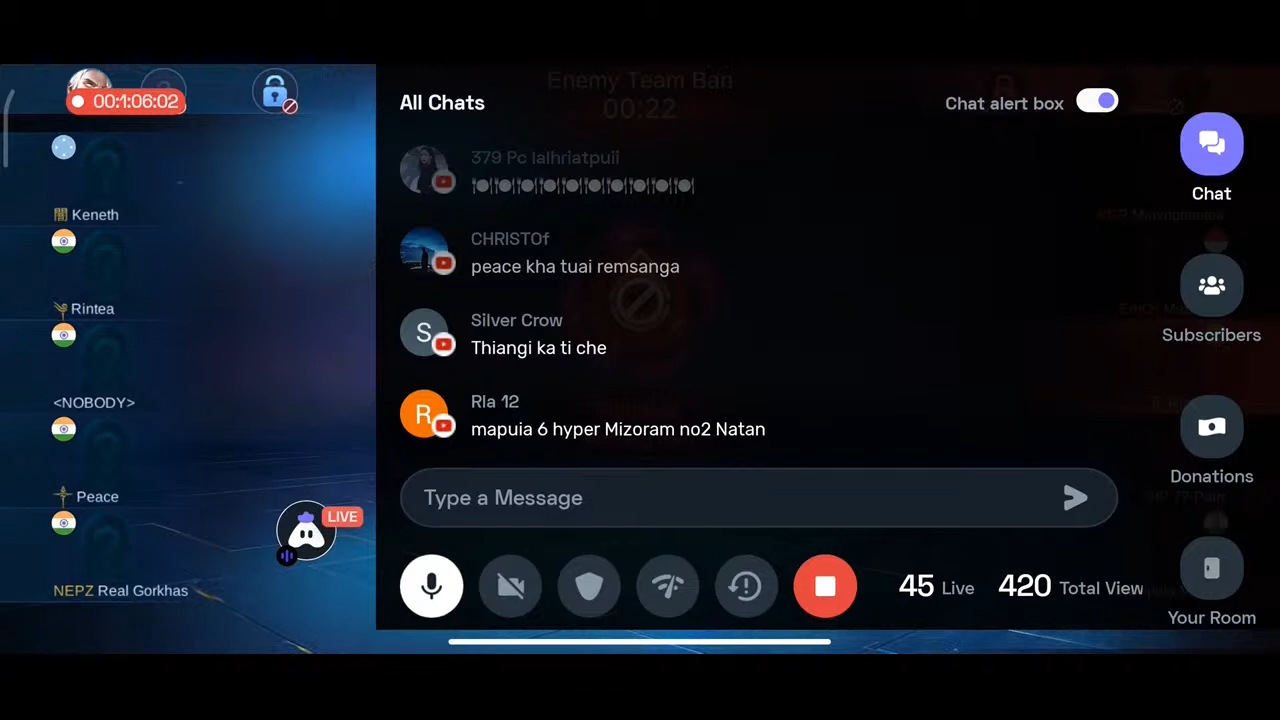 00:1:06:02
Keneth
Rintea
<NOBODY>
Peace
NEPZ Real Gorkhas
LIVE
Enemy Team Ban
00:22
All Chats
Chat alert box
379 Pc lalhriatpuii
🍽🍽🍽🍽🍽🍽🍽🍽🍽🍽
CHRISTOf
peace kha tuai remsanga
S
Silver Crow
Thiangi ka ti che
R
Rla 12
mapuia 6 hyper Mizoram no2 Natan
Type a Message
45 Live
420 Total View
Chat
Subscribers
Donations
Your Room